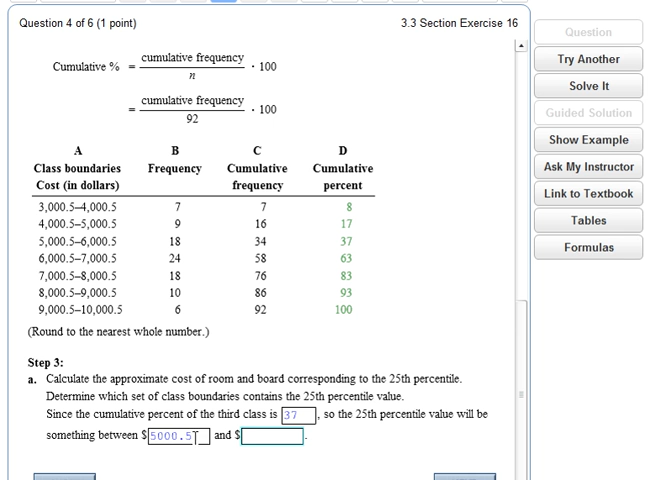 Question 4 of 6 (1 point)
3.3 Section Exercise 16
Cumulative % = cumulative frequency / n · 100
= cumulative frequency / 92 · 100
A B C D
Class boundaries Frequency Cumulative Cumulative
Cost (in dollars) frequency percent
3,000.5–4,000.5 7 7 8
4,000.5–5,000.5 9 16 17
5,000.5–6,000.5 18 34 37
6,000.5–7,000.5 24 58 63
7,000.5–8,000.5 18 76 83
8,000.5–9,000.5 10 86 93
9,000.5–10,000.5 6 92 100
(Round to the nearest whole number.)
Step 3:
a. Calculate the approximate cost of room and board corresponding to the 25th percentile.
Determine which set of class boundaries contains the 25th percentile value.
Since the cumulative percent of the third class is 37 , so the 25th percentile value will be
something between $ 5000.5 and $ .
Question
Try Another
Solve It
Guided Solution
Show Example
Ask My Instructor
Link to Textbook
Tables
Formulas